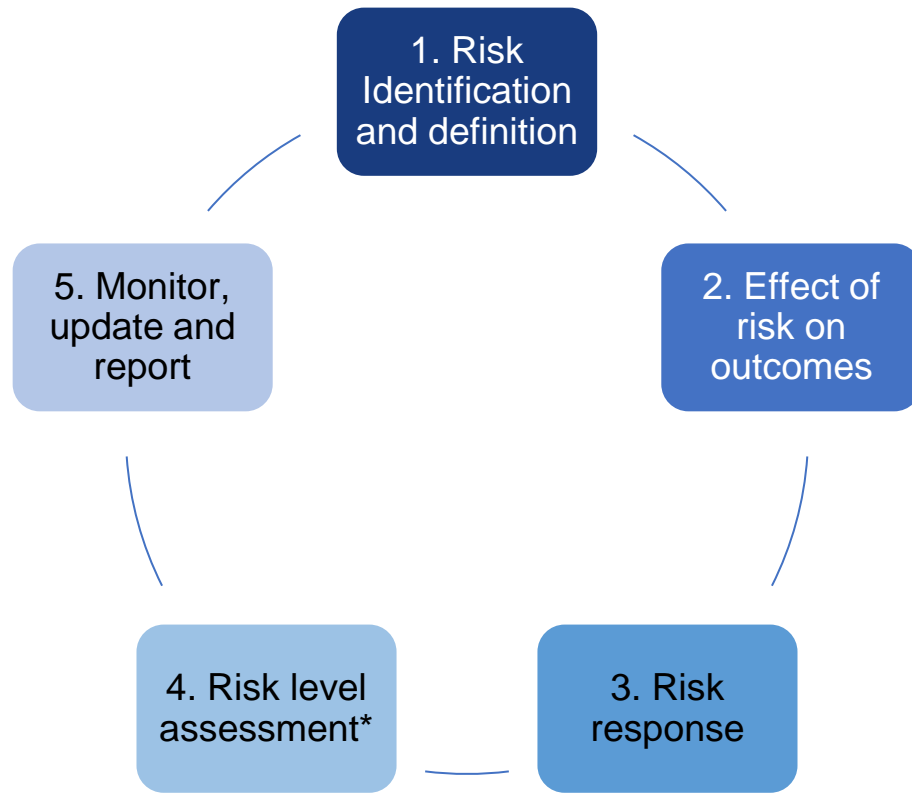 1. Risk
Identification
and definition
2. Effect of
risk on
outcomes
3. Risk
response
4. Risk level
assessment*
5. Monitor,
update and
report